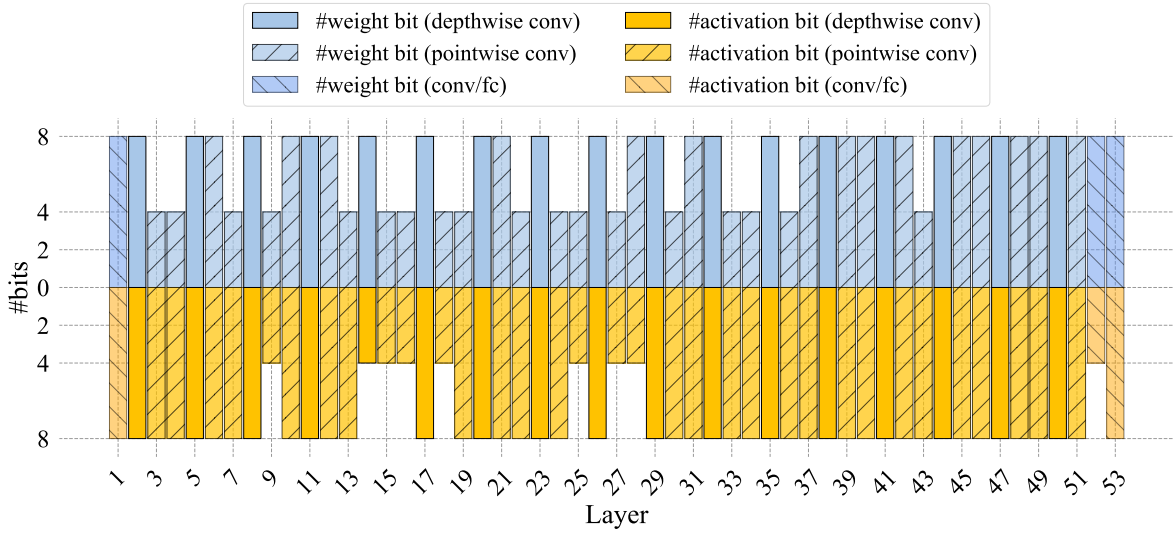 #weight bit (depthwise conv) #activation bit (depthwise conv)
#weight bit (pointwise conv) #activation bit (pointwise conv)
#weight bit (conv/fc) #activation bit (conv/fc)
8
4
2
0
2
4
8
#bits
1 3 5 7 9 11 13 15 17 19 21 23 25 27 29 31 33 35 37 39 41 43 45 47 49 51 53
Layer